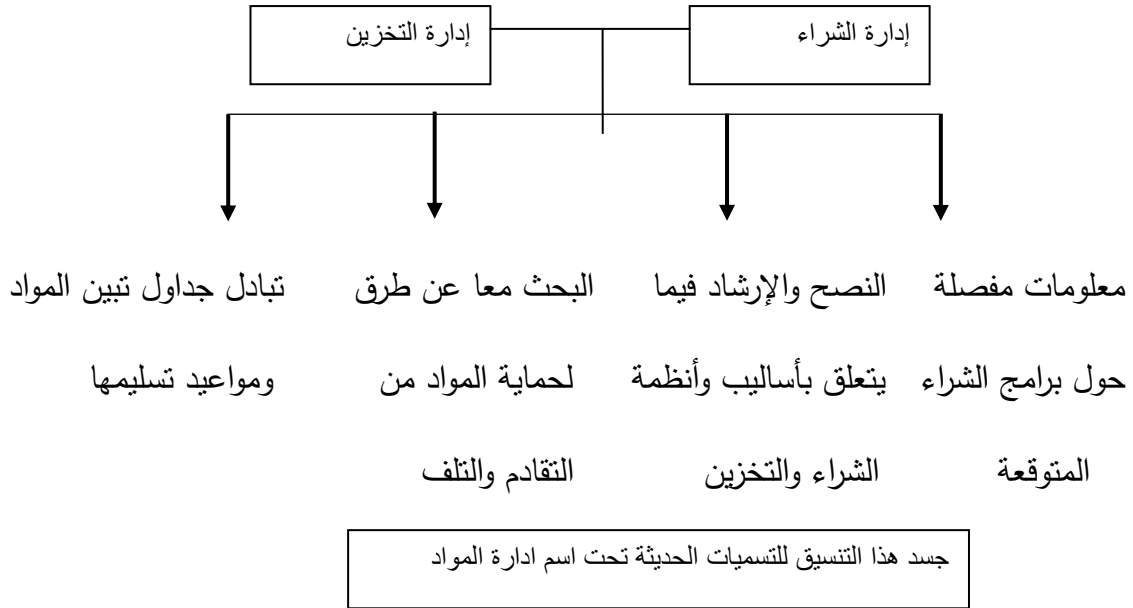 إدارة الشراء
إدارة التخزين
معلومات مفصلة
حول برامج الشراء
المتوقعة
النصح والإرشاد فيما
يتعلق بأساليب وأنظمة
الشراء والتخزين
البحث معا عن طرق
لحماية المواد من
التقادم والتلف
تبادل جداول تبين المواد
ومواعيد تسليمها
جسد هذا التنسيق للتسميات الحديثة تحت اسم ادارة المواد